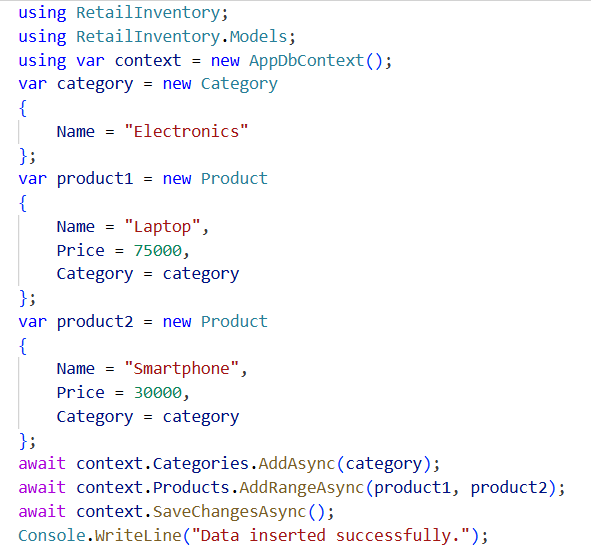 using RetailInventory;
using RetailInventory.Models;
using var context = new AppDbContext();
var category = new Category
{
    Name = "Electronics"
};
var product1 = new Product
{
    Name = "Laptop",
    Price = 75000,
    Category = category
};
var product2 = new Product
{
    Name = "Smartphone",
    Price = 30000,
    Category = category
};
await context.Categories.AddAsync(category);
await context.Products.AddRangeAsync(product1, product2);
await context.SaveChangesAsync();
Console.WriteLine("Data inserted successfully.");